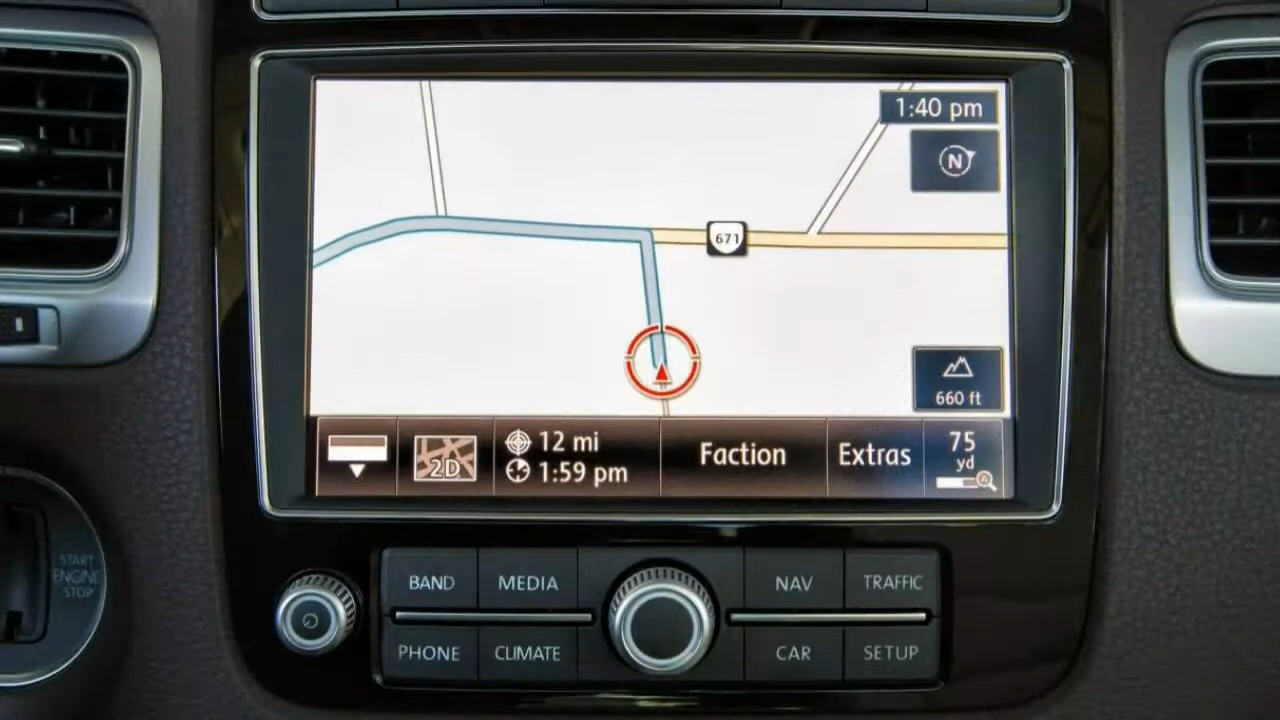 1:40 pm
N
671
660 ft
2D
12 mi
1:59 pm
Faction
Extras
75
yd
A
START
ENGINE
STOP
BAND
MEDIA
NAV
TRAFFIC
PHONE
CLIMATE
CAR
SETUP